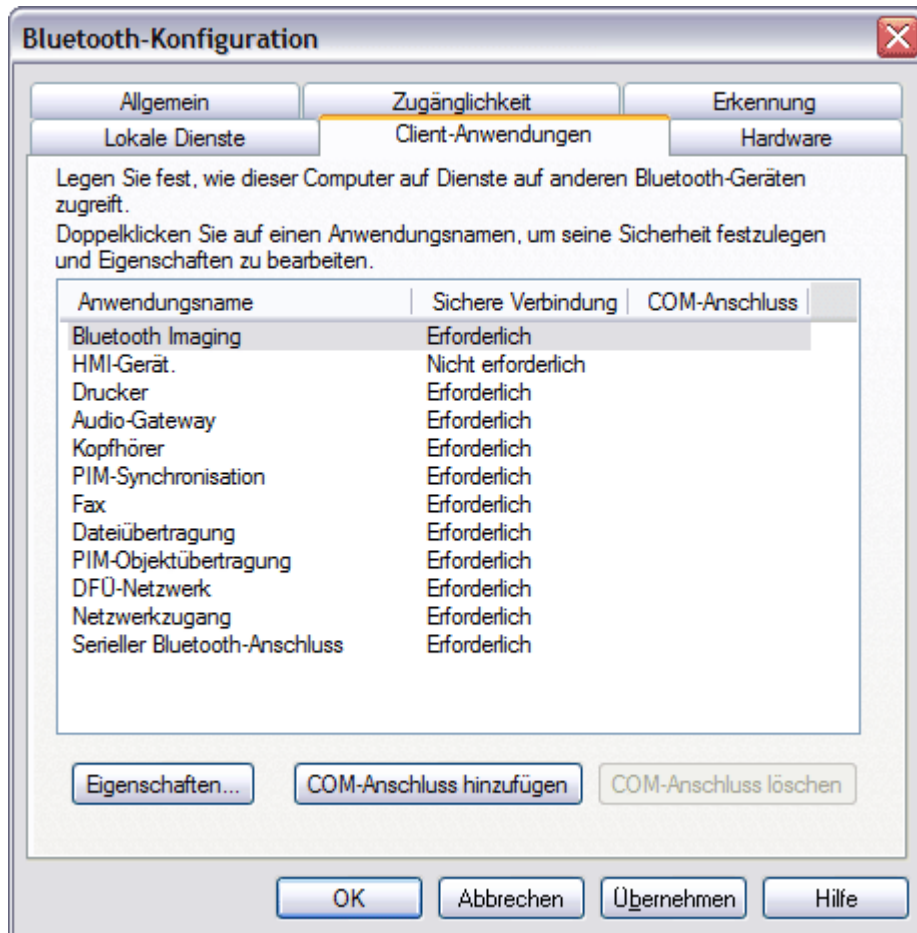 Bluetooth-Konfiguration
Allgemein Zugänglichkeit Erkennung
Lokale Dienste Client-Anwendungen Hardware
Legen Sie fest, wie dieser Computer auf Dienste auf anderen Bluetooth-Geräten
zugreift.
Doppelklicken Sie auf einen Anwendungsnamen, um seine Sicherheit festzulegen
und Eigenschaften zu bearbeiten.
Anwendungsname Sichere Verbindung COM-Anschluss
Bluetooth Imaging Erforderlich
HMI-Gerät. Nicht erforderlich
Drucker Erforderlich
Audio-Gateway Erforderlich
Kopfhörer Erforderlich
PIM-Synchronisation Erforderlich
Fax Erforderlich
Dateiübertragung Erforderlich
PIM-Objektübertragung Erforderlich
DFÜ-Netzwerk Erforderlich
Netzwerkzugang Erforderlich
Serieller Bluetooth-Anschluss Erforderlich
Eigenschaften... COM-Anschluss hinzufügen COM-Anschluss löschen
OK Abbrechen Übernehmen Hilfe